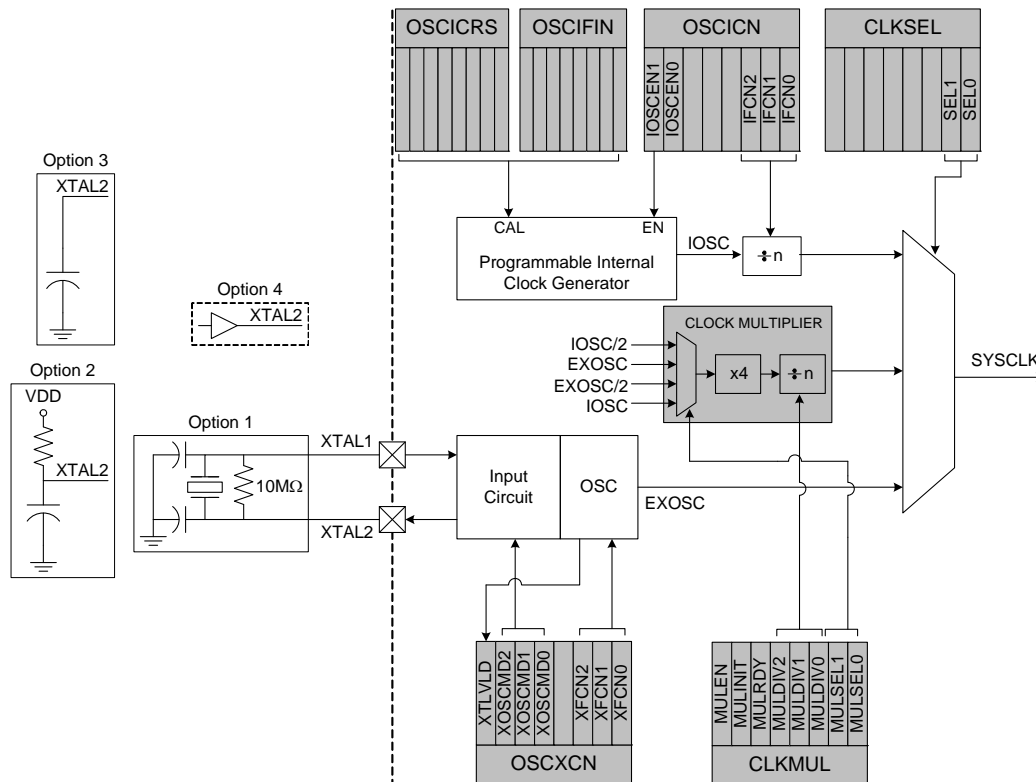 OSCICRS
OSCIFIN
OSCICN
CLKSEL
IOSCEN1
IOSCEN0
IFCN2
IFCN1
IFCN0
SEL1
SEL0
Option 3
XTAL2
Option 4
XTAL2
CAL
EN
Programmable Internal
Clock Generator
IOSC
÷ n
CLOCK MULTIPLIER
IOSC/2
EXOSC
EXOSC/2
IOSC
x4
÷ n
SYSCLK
Option 2
VDD
XTAL2
Option 1
10MΩ
XTAL1
XTAL2
Input
Circuit
OSC
EXOSC
XTLVLD
XOSCMD2
XOSCMD1
XOSCMD0
XFCN2
XFCN1
XFCN0
OSCXCN
MULEN
MULINIT
MULRDY
MULDIV2
MULDIV1
MULDIV0
MULSEL1
MULSEL0
CLKMUL